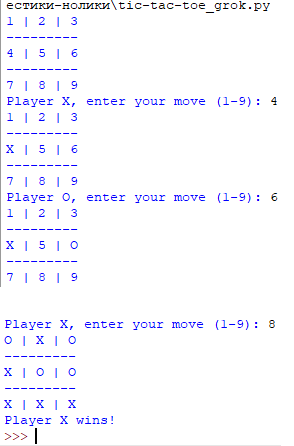 естики-нолики\tic-tac-toe_grok.py
1 | 2 | 3
---------
4 | 5 | 6
---------
7 | 8 | 9
Player X, enter your move (1-9): 4
1 | 2 | 3
---------
X | 5 | 6
---------
7 | 8 | 9
Player O, enter your move (1-9): 6
1 | 2 | 3
---------
X | 5 | O
---------
7 | 8 | 9
Player X, enter your move (1-9): 8
O | X | O
---------
X | O | O
---------
X | X | X
Player X wins!
>>>